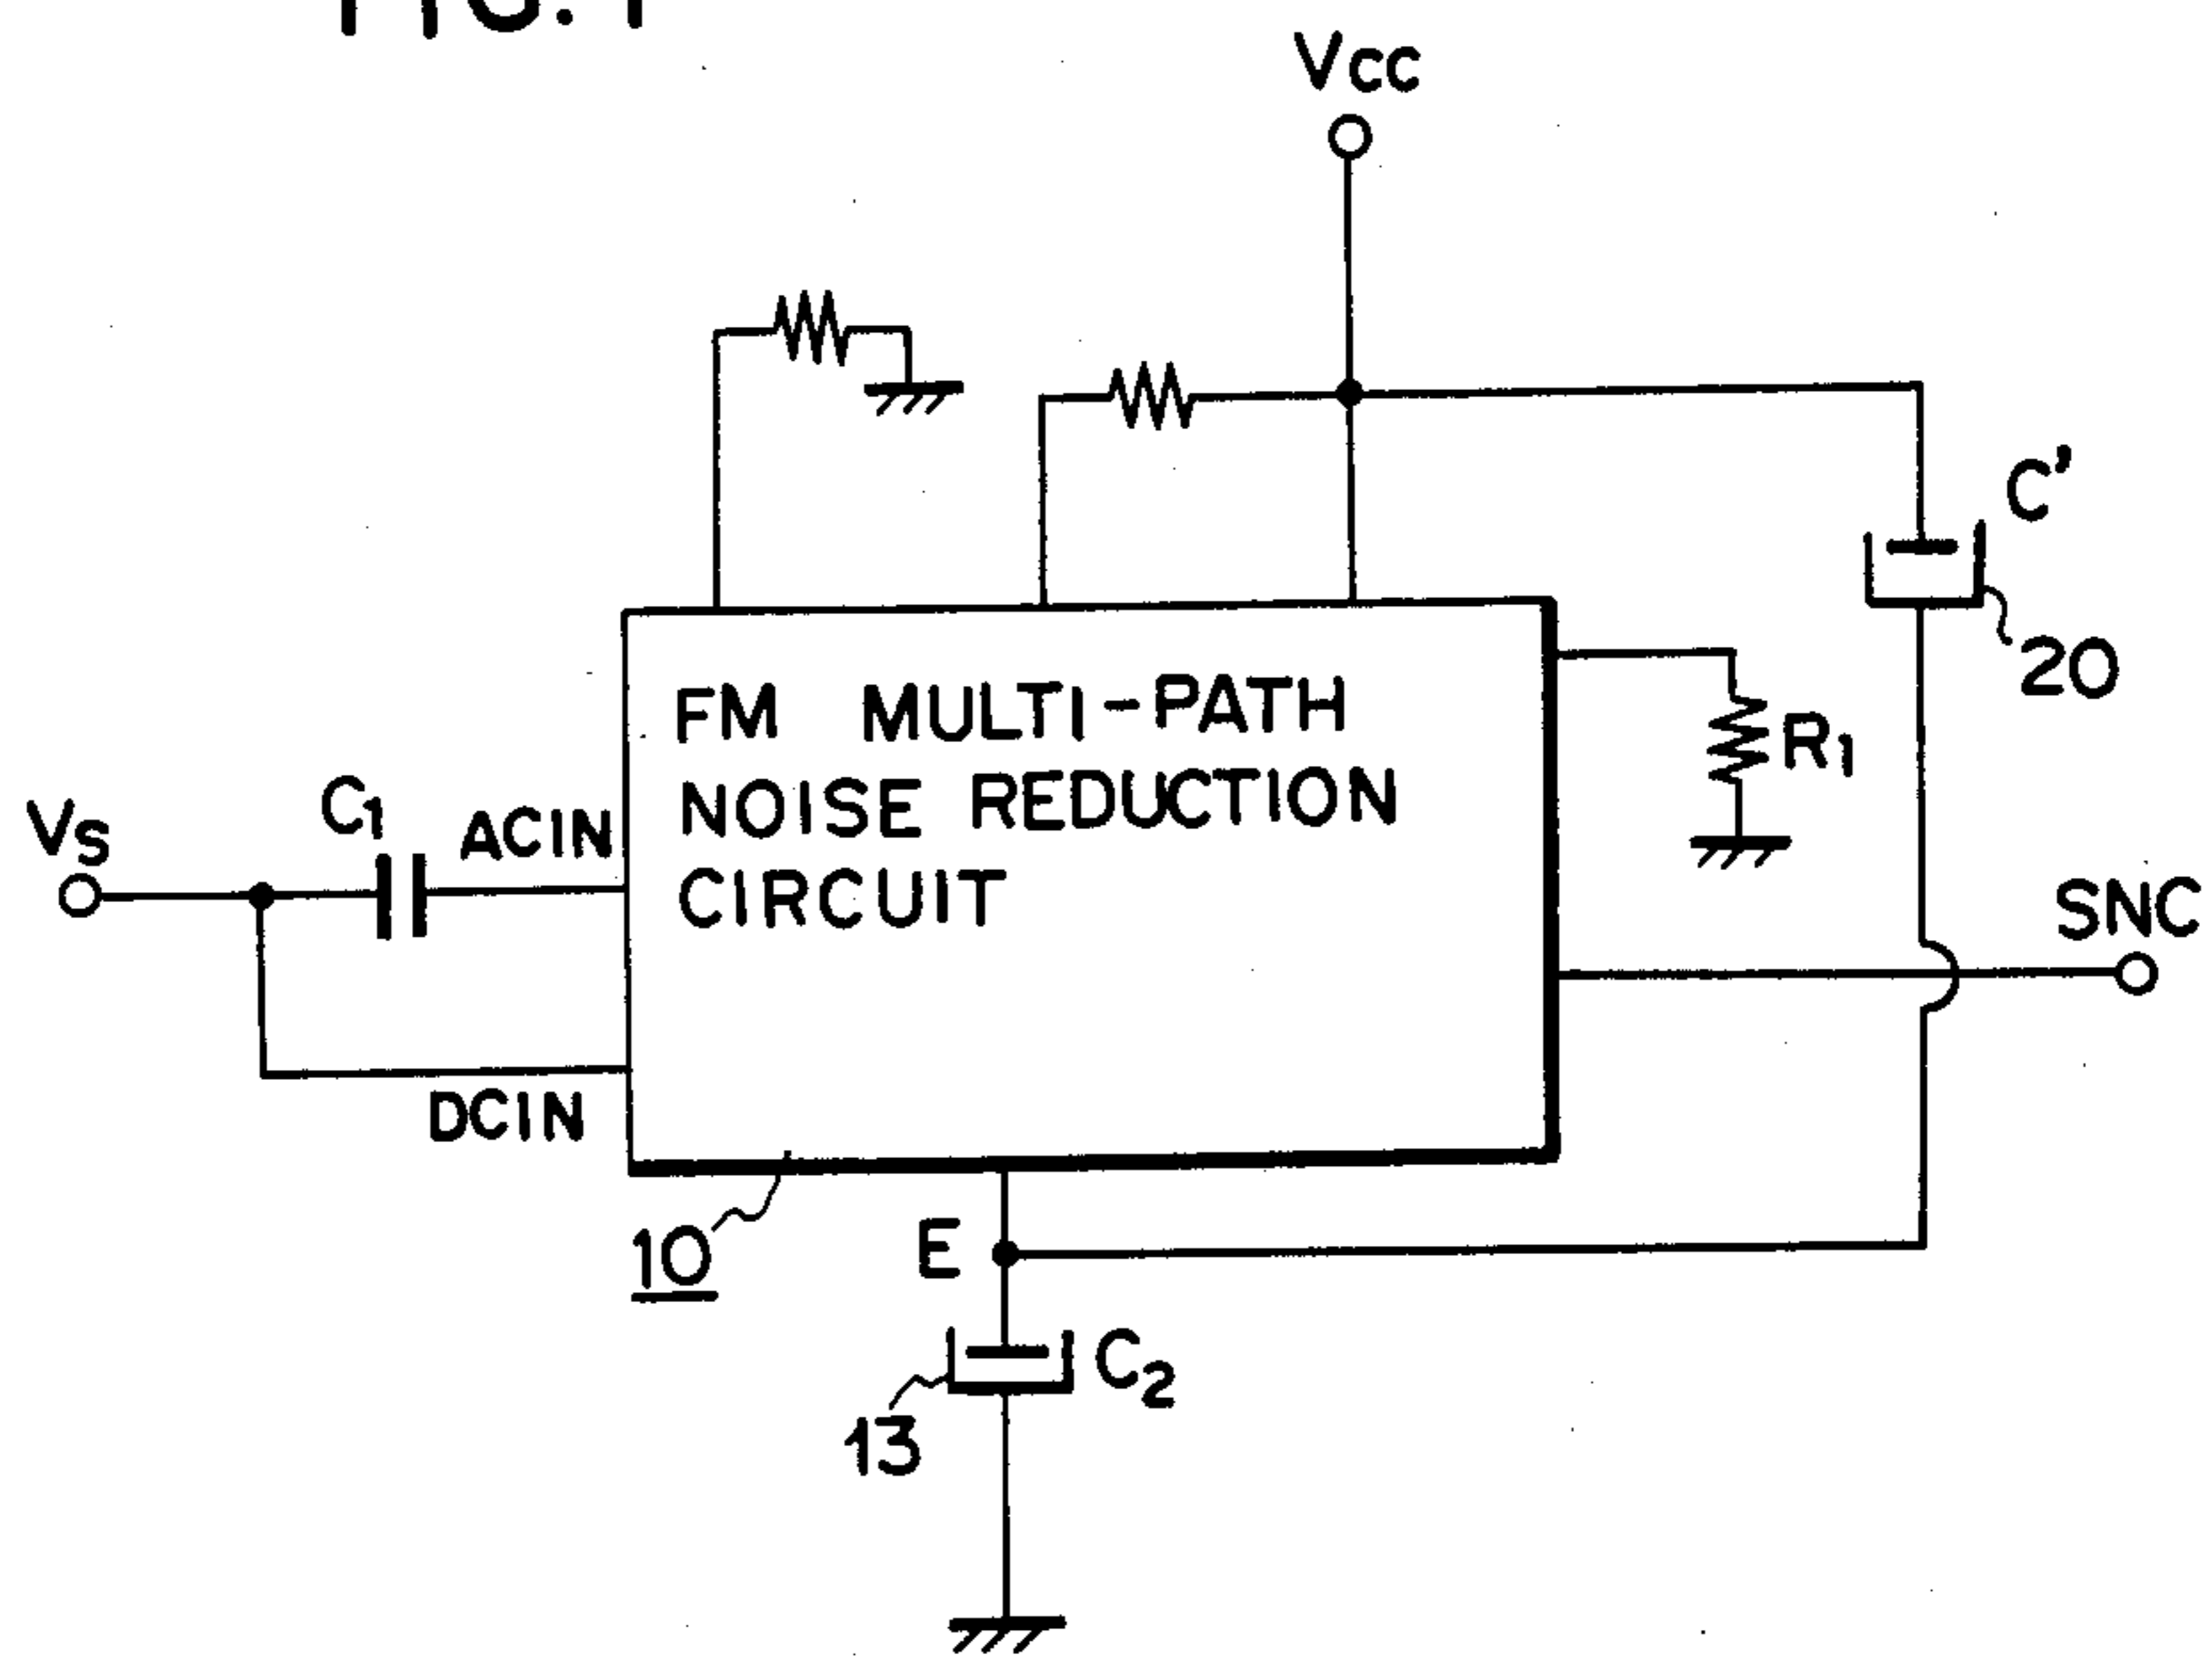 FIG. 1
Vcc
C'
20
FM MULTI-PATH
NOISE REDUCTION
CIRCUIT
R1
VS
C1
ACIN
SNC
DCIN
10
E
C2
13